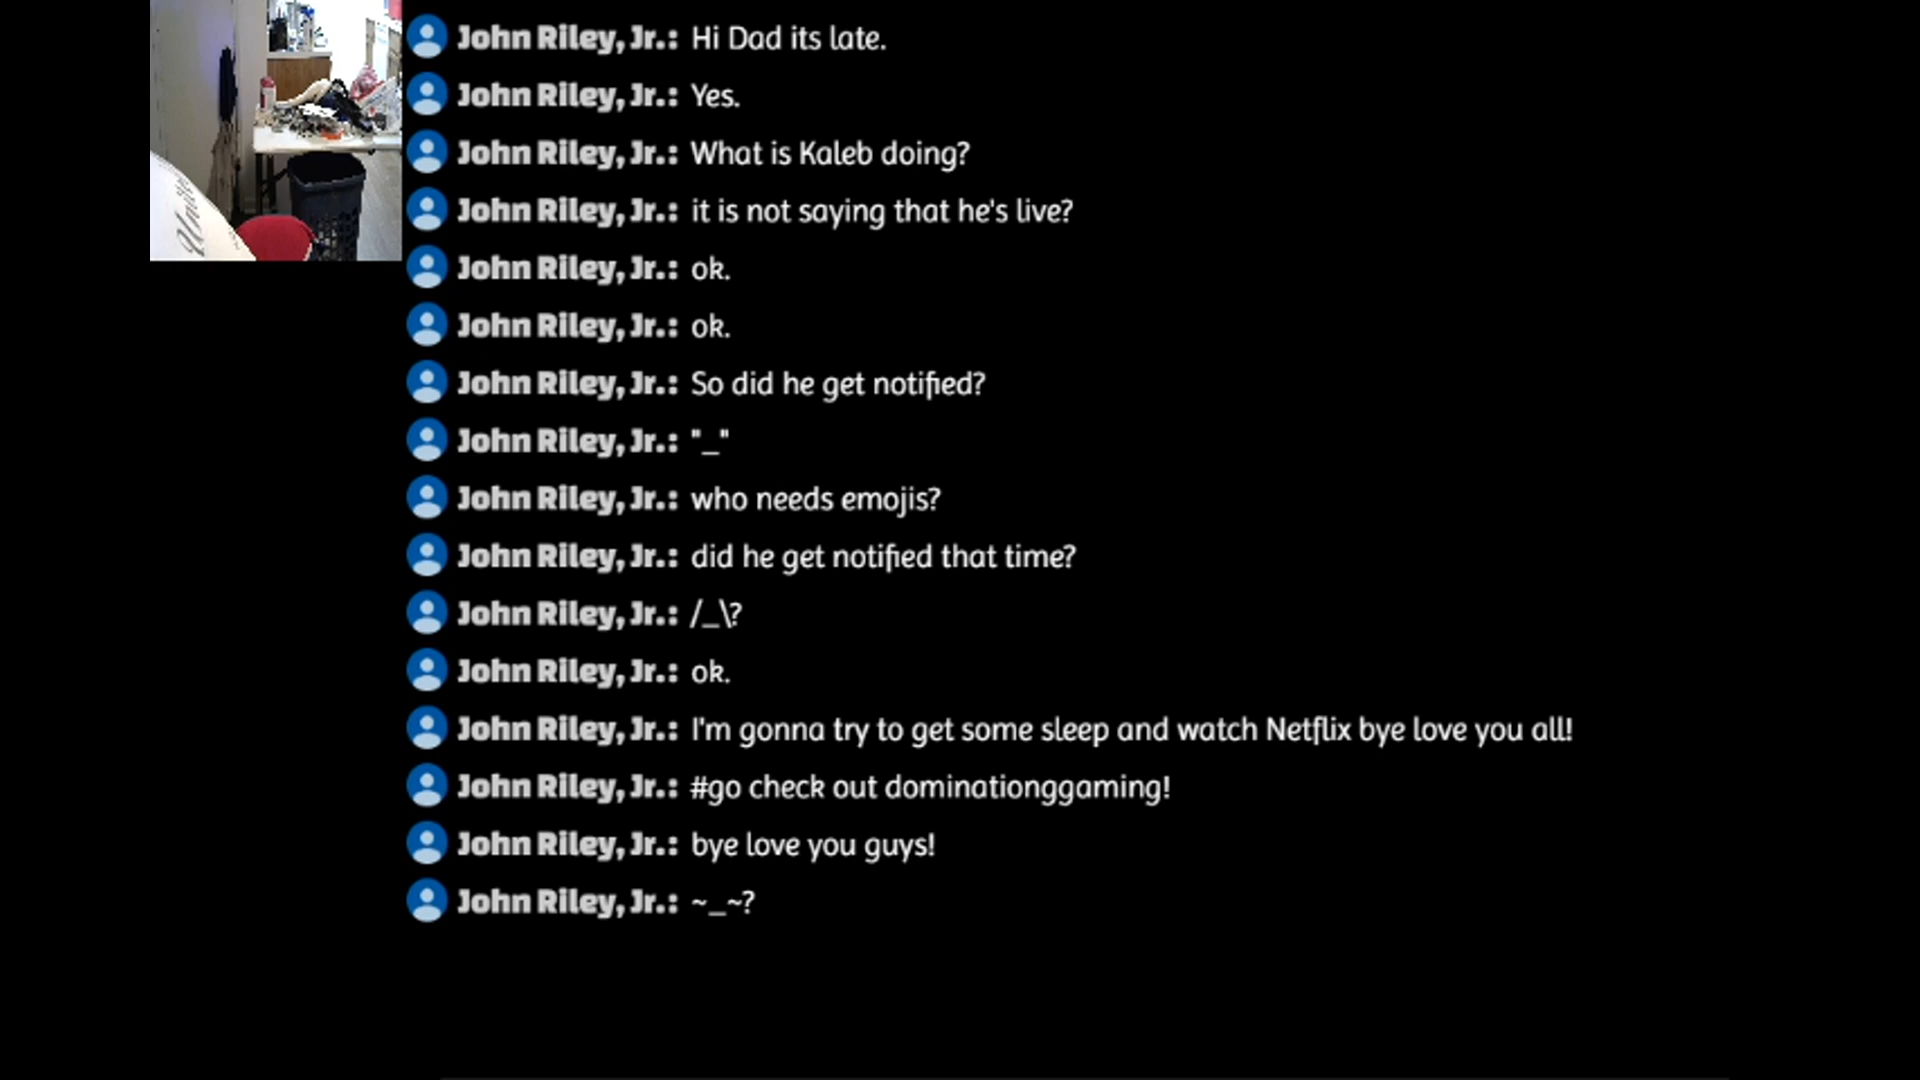 John Riley, Jr.: Hi Dad its late.
John Riley, Jr.: Yes.
John Riley, Jr.: What is Kaleb doing?
John Riley, Jr.: it is not saying that he's live?
John Riley, Jr.: ok.
John Riley, Jr.: ok.
John Riley, Jr.: So did he get notified?
John Riley, Jr.: "_"
John Riley, Jr.: who needs emojis?
John Riley, Jr.: did he get notified that time?
John Riley, Jr.: /_\?
John Riley, Jr.: ok.
John Riley, Jr.: I'm gonna try to get some sleep and watch Netflix bye love you all!
John Riley, Jr.: #go check out dominationggaming!
John Riley, Jr.: bye love you guys!
John Riley, Jr.: ~_~?